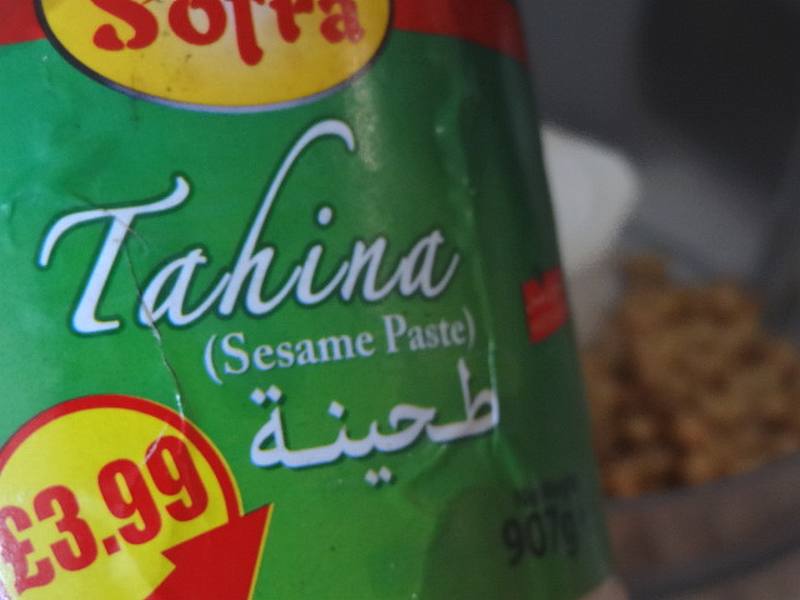 Sofra
Tahina
(Sesame Paste)
طحينة
£3.99
907g